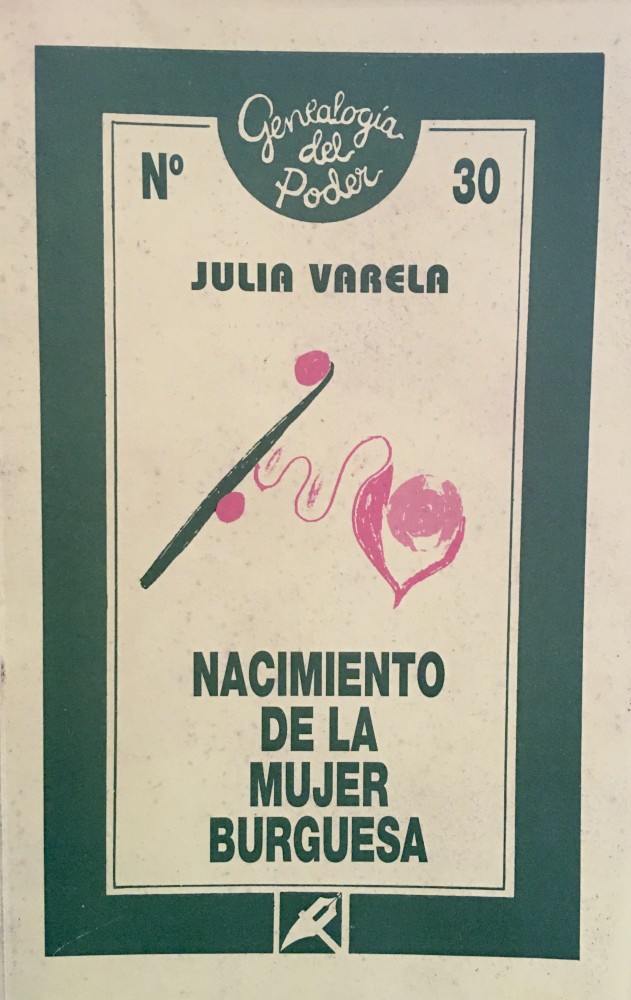 Genealogía
del
Poder
Nº 30
JULIA VARELA
NACIMIENTO
DE LA
MUJER
BURGUESA